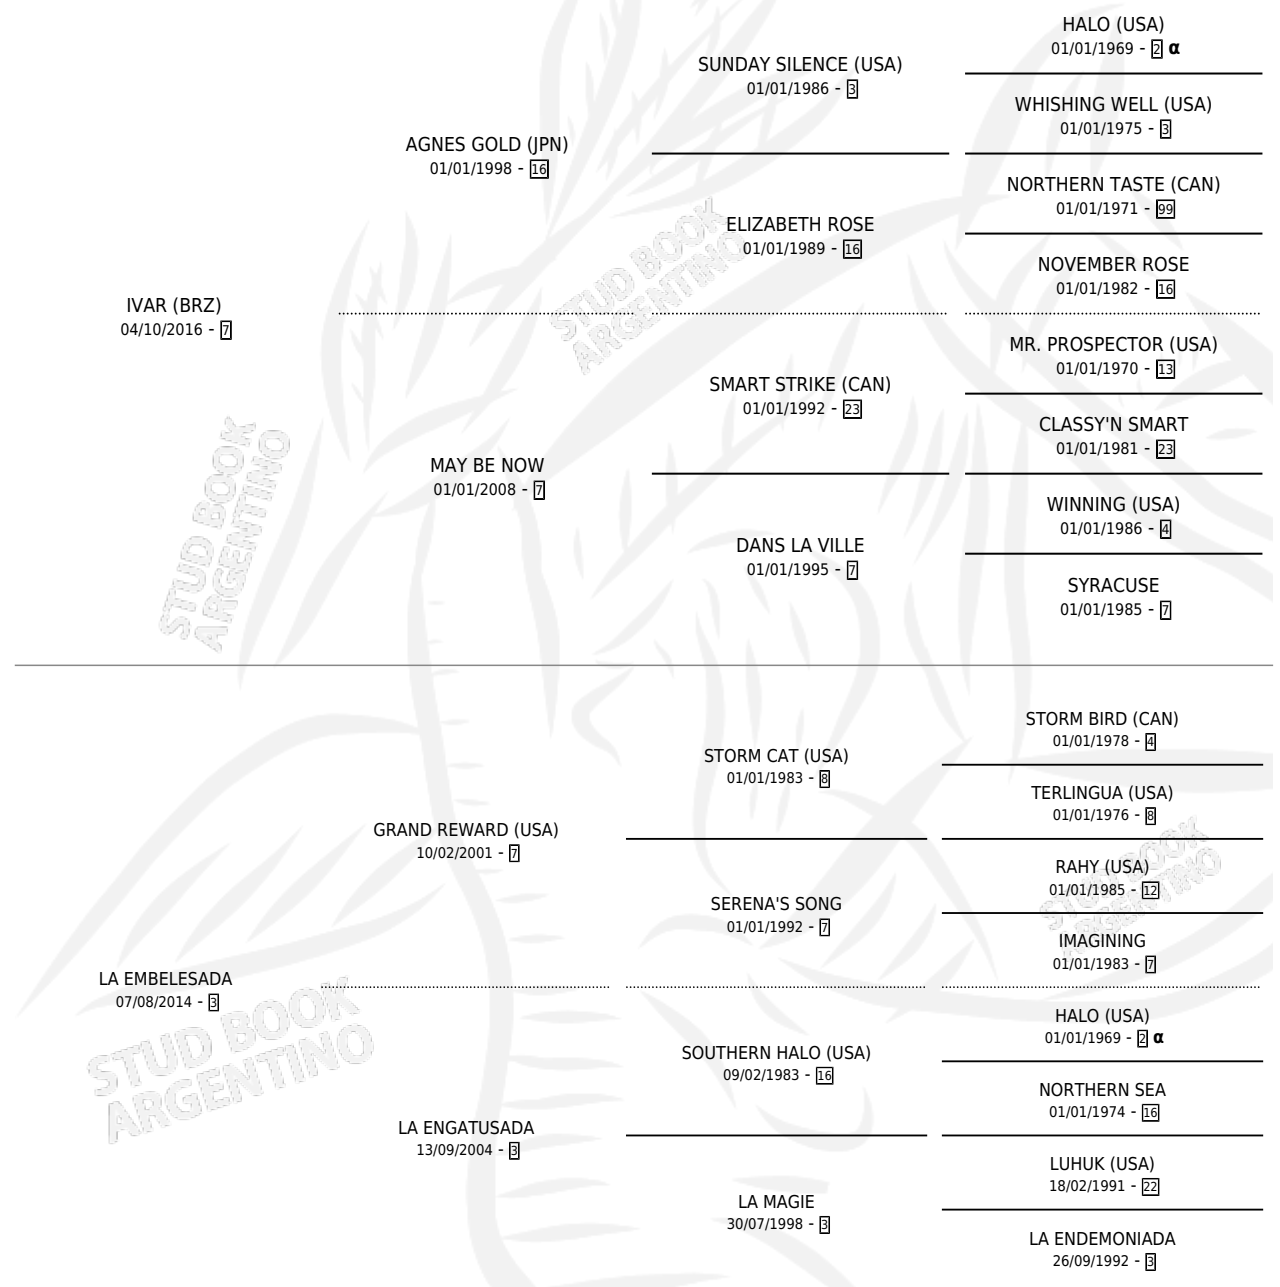 HALO (USA)
01/01/1969 - 2 α
SUNDAY SILENCE (USA)
01/01/1986 - 3
WHISHING WELL (USA)
01/01/1975 - 3
AGNES GOLD (JPN)
01/01/1998 - 16
NORTHERN TASTE (CAN)
01/01/1971 - 99
ELIZABETH ROSE
01/01/1989 - 16
NOVEMBER ROSE
01/01/1982 - 16
IVAR (BRZ)
04/10/2016 - 7
MR. PROSPECTOR (USA)
01/01/1970 - 13
SMART STRIKE (CAN)
01/01/1992 - 23
CLASSY'N SMART
01/01/1981 - 23
MAY BE NOW
01/01/2008 - 7
WINNING (USA)
01/01/1986 - 4
DANS LA VILLE
01/01/1995 - 7
SYRACUSE
01/01/1985 - 7
STORM BIRD (CAN)
01/01/1978 - 4
STORM CAT (USA)
01/01/1983 - 8
TERLINGUA (USA)
01/01/1976 - 8
GRAND REWARD (USA)
10/02/2001 - 7
RAHY (USA)
01/01/1985 - 12
SERENA'S SONG
01/01/1992 - 7
IMAGINING
01/01/1983 - 7
LA EMBELESADA
07/08/2014 - 3
HALO (USA)
01/01/1969 - 2 α
SOUTHERN HALO (USA)
09/02/1983 - 16
NORTHERN SEA
01/01/1974 - 16
LA ENGATUSADA
13/09/2004 - 3
LUHUK (USA)
18/02/1991 - 22
LA MAGIE
30/07/1998 - 3
LA ENDEMONIADA
26/09/1992 - 3
STUD BOOK
ARGENTINO
STUD BOOK
ARGENTINO
STUD BOOK
ARGENTINO
STUD BOOK
ARGENTINO